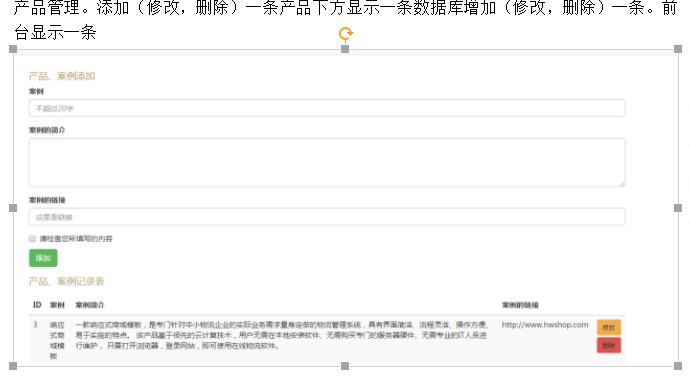 产品管理。添加（修改，删除）一条产品下方显示一条数据库增加（修改，删除）一条。前
台显示一条
产品、案例添加
案例
不超过20字
案例的简介
案例的链接
这里是链接
请检查您所填写的内容
添加
产品、案例记录表
ID 案例 案例简介 案例的链接
3 响应式商城模板
一款响应式商城模板，是专门针对中小物流企业的实际业务需求量身定做的物流管理系统，具有界面简洁、流程灵活、操作方便、
易于实施的特点。 该产品基于领先的云计算技术，用户无需在本地安装软件、无需购买专门的服务器硬件、无需专业的IT人员进
行维护， 只要打开浏览器，登录网站，即可使用在线物流软件。
http://www.hwshop.com
修改
删除